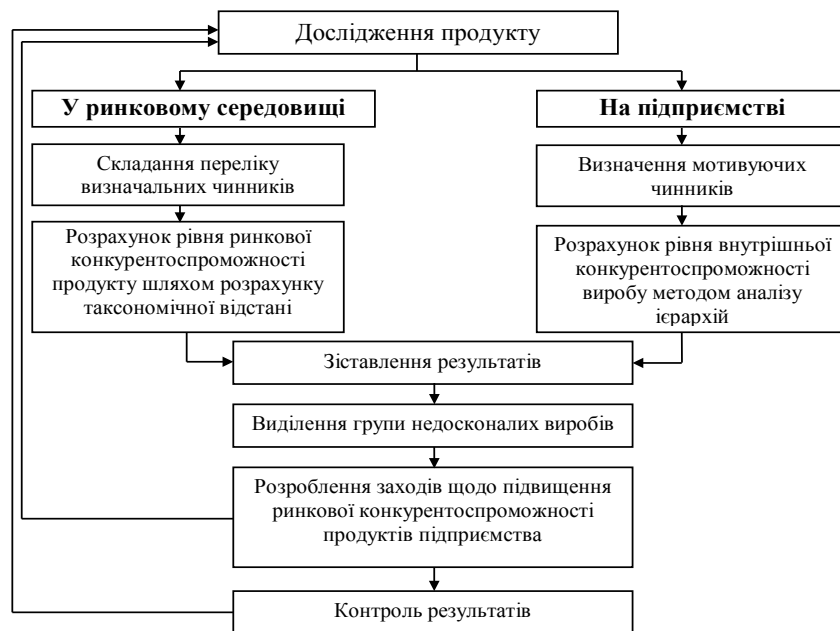 Дослідження продукту
У ринковому середовищі
На підприємстві
Складання переліку
визначальних чинників
Визначення мотивуючих
чинників
Розрахунок рівня ринкової
конкурентоспроможності
продукту шляхом розрахунку
таксономічної відстані
Розрахунок рівня внутрішньої
конкурентоспроможності
виробу методом аналізу
ієрархій
Зіставлення результатів
Виділення групи недосконалих виробів
Розроблення заходів щодо підвищення
ринкової конкурентоспроможності
продуктів підприємства
Контроль результатів